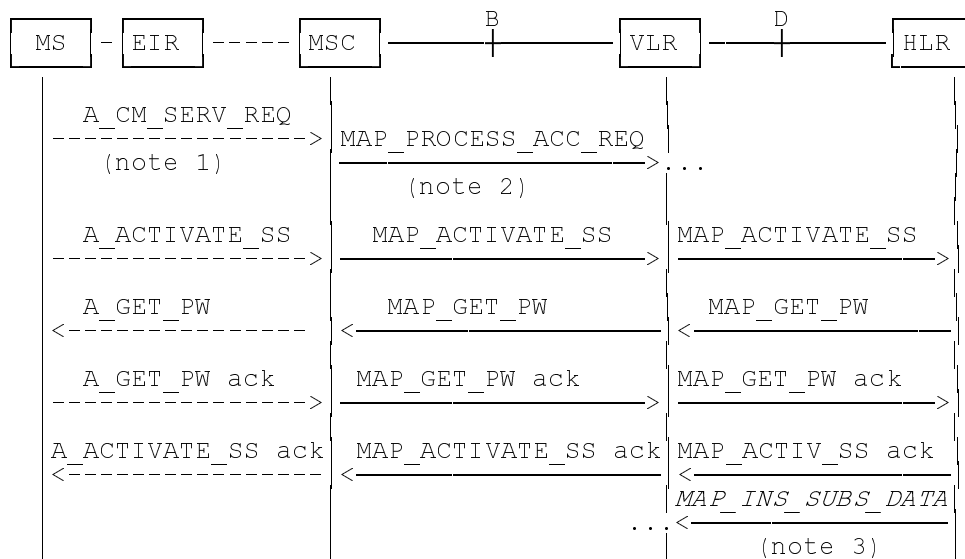 B D
MS EIR MSC VLR HLR
A_CM_SERV_REQ
MAP_PROCESS_ACC_REQ
(note 1) ...
(note 2)
A_ACTIVATE_SS MAP_ACTIVATE_SS MAP_ACTIVATE_SS
A_GET_PW MAP_GET_PW MAP_GET_PW
A_GET_PW ack MAP_GET_PW ack MAP_GET_PW ack
A_ACTIVATE_SS ack MAP_ACTIVATE_SS ack MAP_ACTIV_SS ack
MAP_INS_SUBS_DATA
...
(note 3)